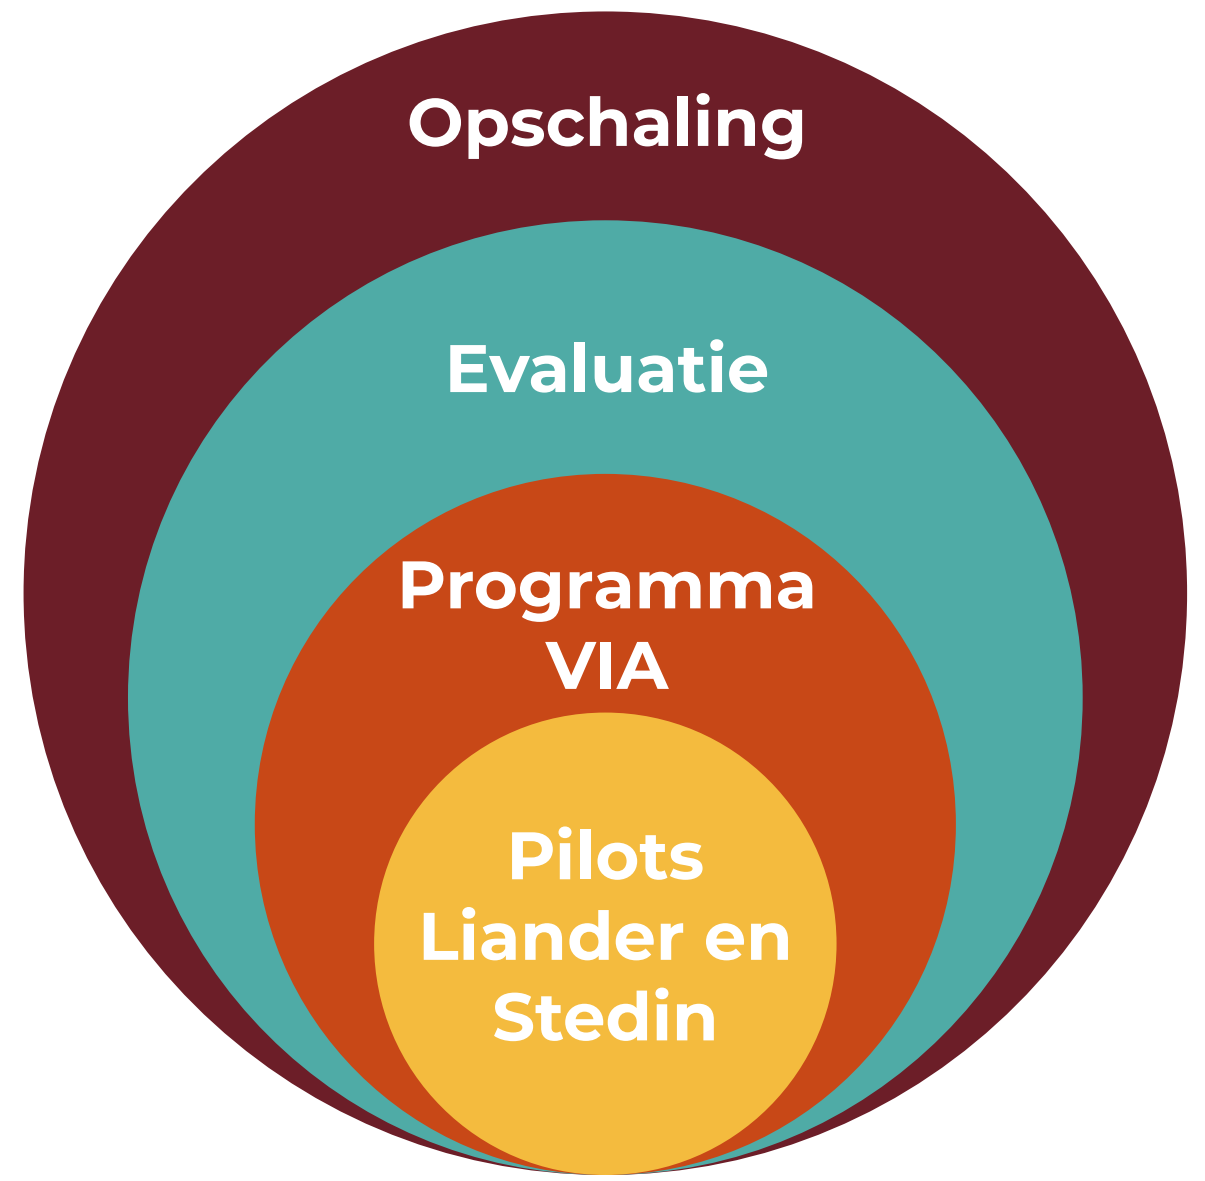 Opschaling
Evaluatie
Programma
VIA
Pilots
Liander en
Stedin